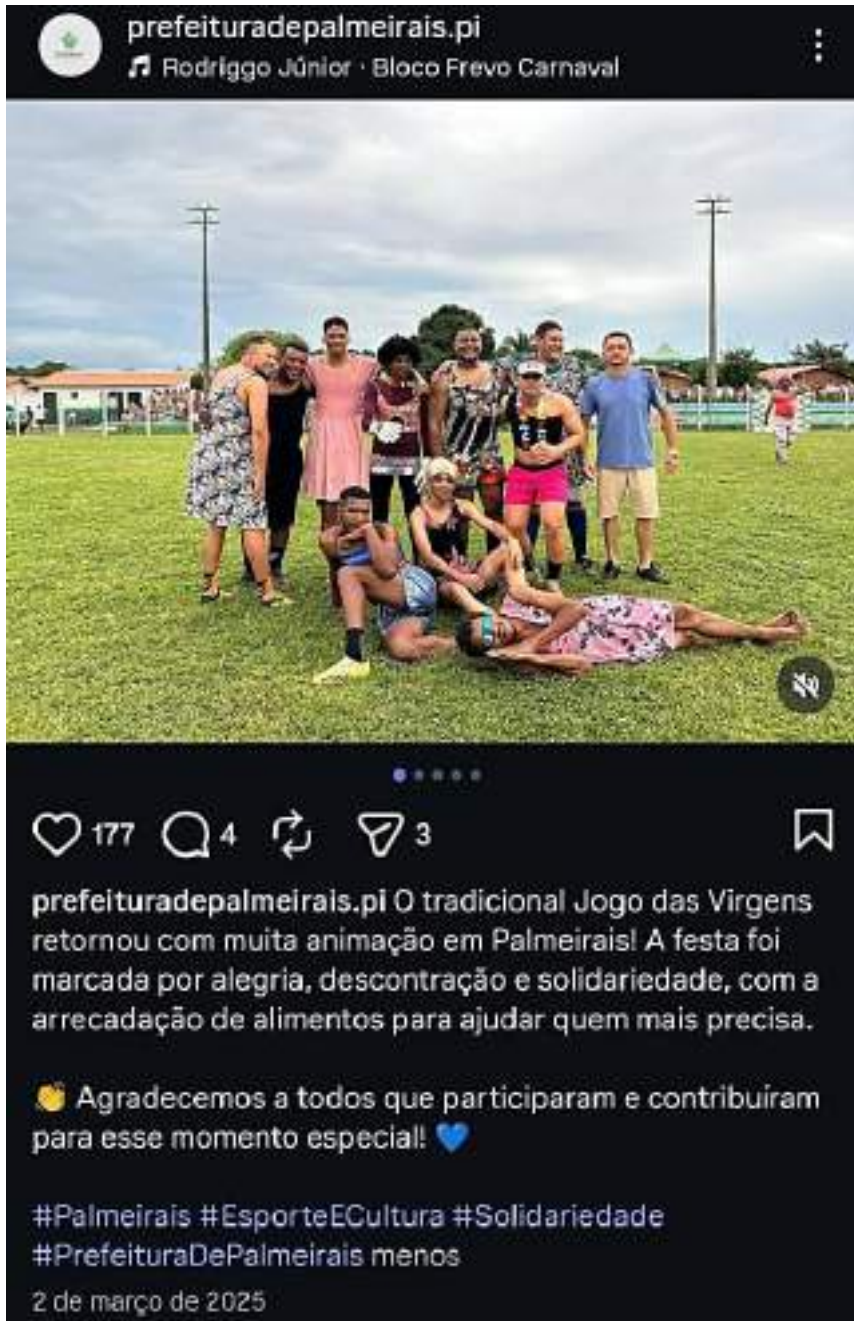 prefeituradepalmeirais.pi
Rodriggo Júnior · Bloco Frevo Carnaval
177
4
3
prefeituradepalmeirais.pi O tradicional Jogo das Virgens
retornou com muita animação em Palmeirais! A festa foi
marcada por alegria, descontração e solidariedade, com a
arrecadação de alimentos para ajudar quem mais precisa.
👏 Agradecemos a todos que participaram e contribuíram
para esse momento especial! 💙
#Palmeirais #EsporteECultura #Solidariedade
#PrefeituraDePalmeirais menos
2 de março de 2025